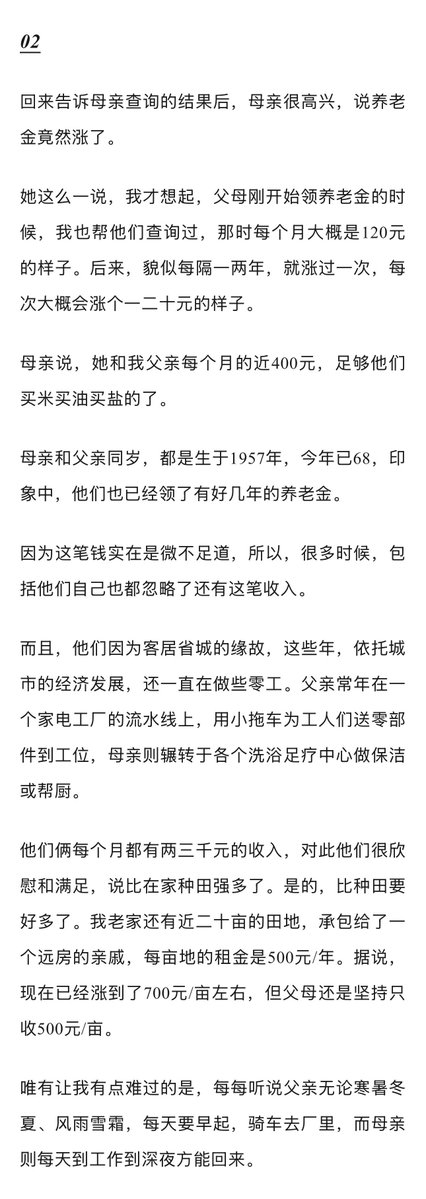 02
回来告诉母亲查询的结果后，母亲很高兴，说养老
金竟然涨了。
她这么一说，我才想起，父母刚开始领养老金的时
候，我也帮他们查询过，那时每个月大概是120元
的样子。后来，貌似每隔一两年，就涨过一次，每
次大概会涨个一二十元的样子。
母亲说，她和我父亲每个月的近400元，足够他们
买米买油买盐的了。
母亲和父亲同岁，都是生于1957年，今年已68，印
象中，他们也已经领了有好几年的养老金。
因为这笔钱实在是微不足道，所以，很多时候，包
括他们自己也都忽略了还有这笔收入。
而且，他们因为客居省城的缘故，这些年，依托城
市的经济发展，还一直在做些零工。父亲常年在一
个家电工厂的流水线上，用小拖车为工人们送零部
件到工位，母亲则辗转于各个洗浴足疗中心做保洁
或帮厨。
他们俩每个月都有两三千元的收入，对此他们很欣
慰和满足，说比在家种田强多了。是的，比种田要
好多了。我老家还有近二十亩的田地，承包给了一
个远房的亲戚，每亩地的租金是500元/年。据说，
现在已经涨到了700元/亩左右，但父母还是坚持只
收500元/亩。
唯有让我有点难过的是，每每听说父亲无论寒暑冬
夏、风雨雪霜，每天要早起，骑车去厂里，而母亲
则每天到工作到深夜方能回来。